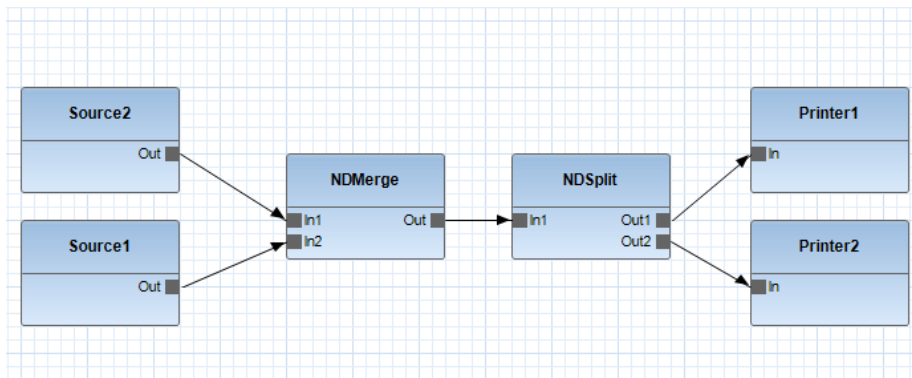 Source2
Out
Source1
Out
NDMerge
In1
Out
In2
NDSplit
In1
Out1
Out2
Printer1
In
Printer2
In